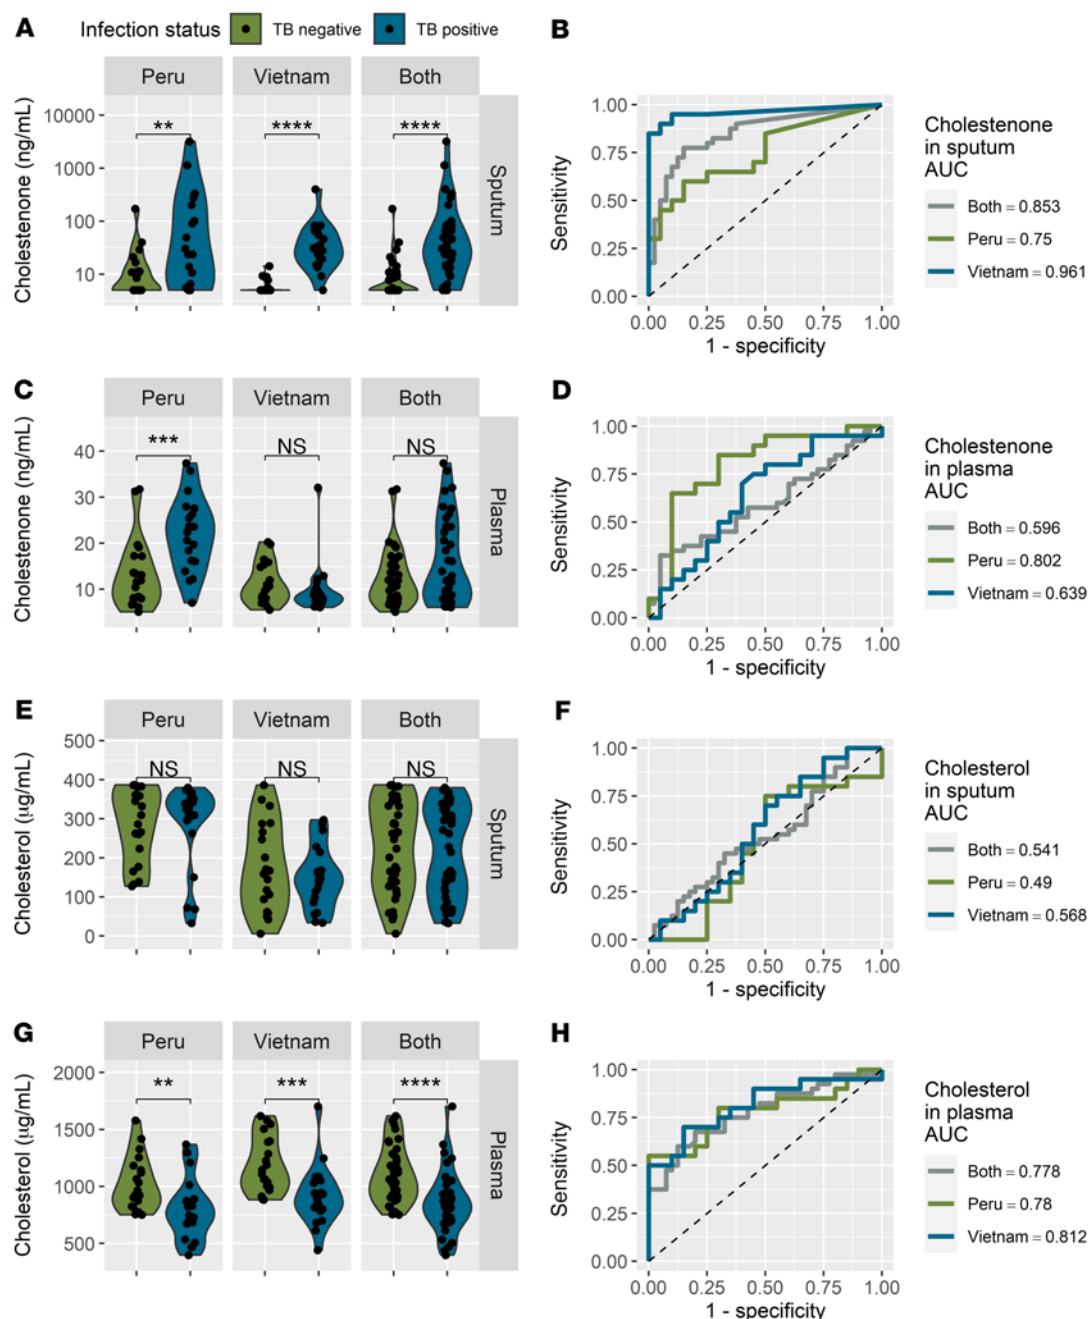 A
Infection status TB negative TB positive
Peru Vietnam Both
Cholestenone (ng/mL)
10000
1000
100
10
** **** ****
Sputum
B
Sensitivity
1.00
0.75
0.50
0.25
0.00
0.00 0.25 0.50 0.75 1.00
1 - specificity
Cholestenone
in sputum
AUC
Both = 0.853
Peru = 0.75
Vietnam = 0.961
C
Peru Vietnam Both
Cholestenone (ng/mL)
40
30
20
10
*** NS NS
Plasma
D
Sensitivity
1.00
0.75
0.50
0.25
0.00
0.00 0.25 0.50 0.75 1.00
1 - specificity
Cholestenone
in plasma
AUC
Both = 0.596
Peru = 0.802
Vietnam = 0.639
E
Peru Vietnam Both
Cholesterol (µg/mL)
500
400
300
200
100
0
NS NS NS
Sputum
F
Sensitivity
1.00
0.75
0.50
0.25
0.00
0.00 0.25 0.50 0.75 1.00
1 - specificity
Cholesterol
in sputum
AUC
Both = 0.541
Peru = 0.49
Vietnam = 0.568
G
Peru Vietnam Both
Cholesterol (µg/mL)
2000
1500
1000
500
** *** ****
Plasma
H
Sensitivity
1.00
0.75
0.50
0.25
0.00
0.00 0.25 0.50 0.75 1.00
1 - specificity
Cholesterol
in plasma
AUC
Both = 0.778
Peru = 0.78
Vietnam = 0.812